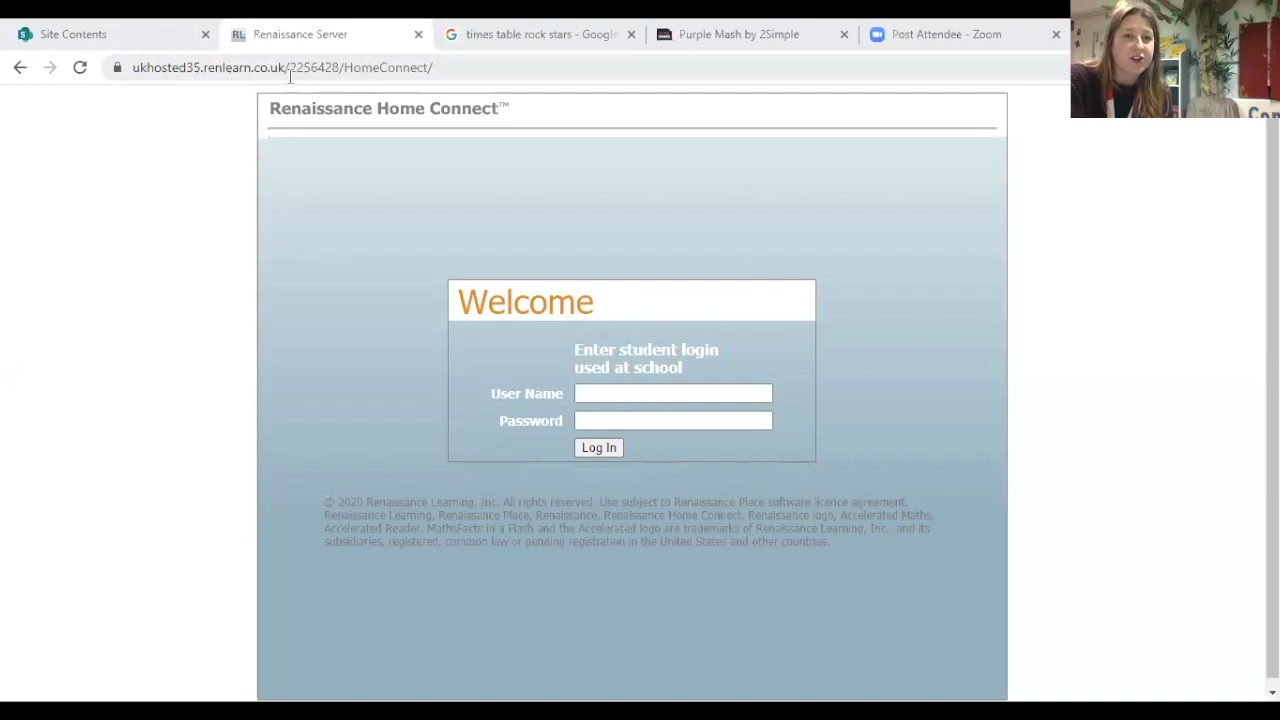 Site Contents
Renaissance Server
times table rock stars - Google
Purple Mash by 2Simple
Post Attendee - Zoom
ukhosted35.renlearn.co.uk/2256428/HomeConnect/
Renaissance Home Connect™
Welcome
Enter student login
used at school
User Name
Password
Log In
© 2020 Renaissance Learning, Inc. All rights reserved. Use subject to Renaissance Place software licence agreement.
Renaissance Learning, Renaissance Place, Renaissance, Renaissance Home Connect, Renaissance logo, Accelerated Maths,
Accelerated Reader, MathsFacts in a Flash and the Accelerated logo are trademarks of Renaissance Learning, Inc., and its
subsidiaries, registered, common law or pending registration in the United States and other countries.